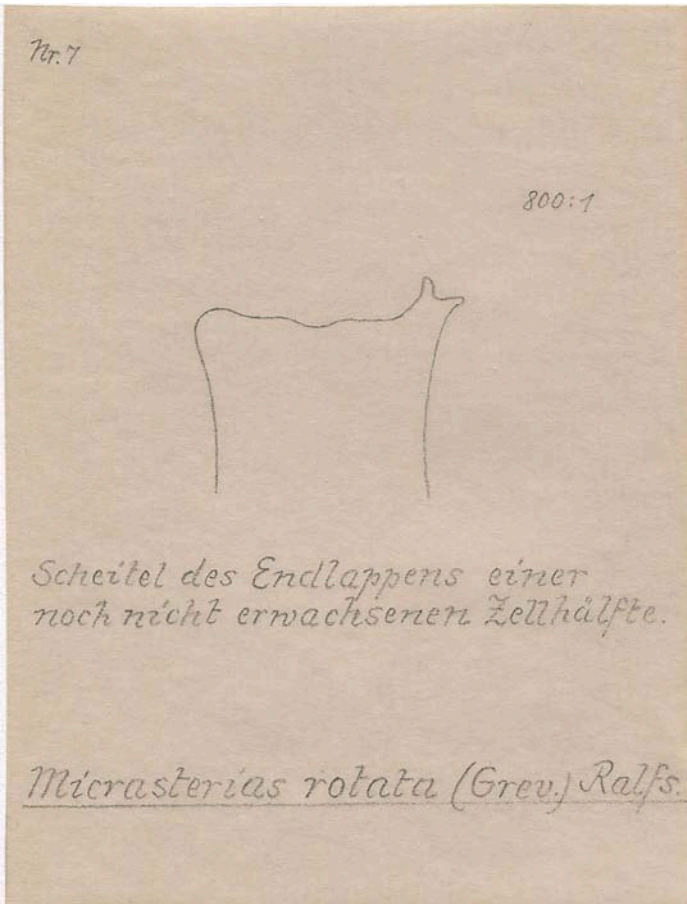 Nr. 7
800:1
Scheitel des Endlappens einer
noch nicht erwachsenen Zellhälfte.
Micrasterias rotata (Grev.) Ralfs.